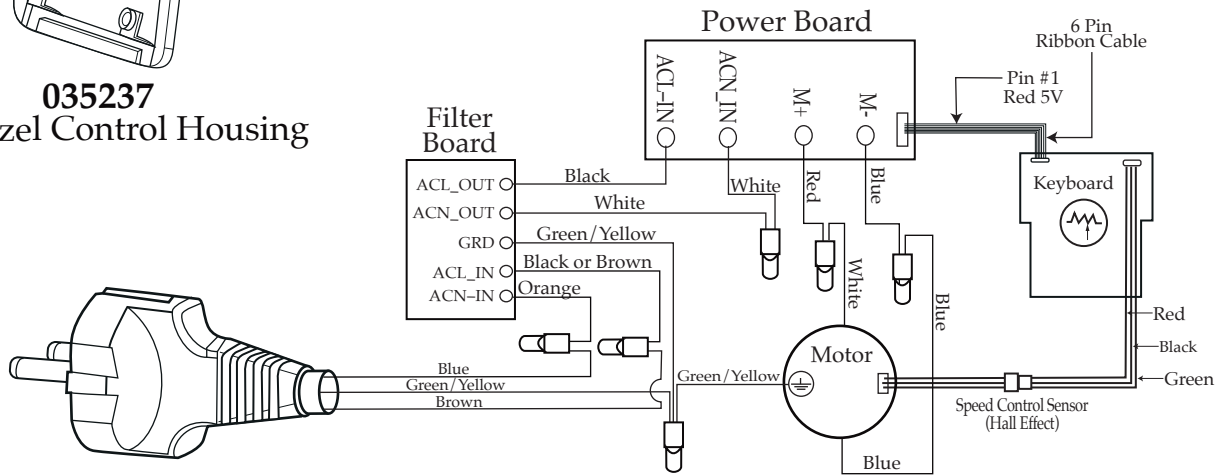 035237
zel Control Housing
Power Board
ACL-IN
ACN_IN
M+
M-
6 Pin
Ribbon Cable
Pin #1
Red 5V
Filter
Board
ACL_OUT
ACN_OUT
GRD
ACL_IN
ACN-IN
Black
White
Green/Yellow
Black or Brown
Orange
White
Red
Blue
White
Blue
Keyboard
Red
Black
Green
Motor
Green/Yellow
Speed Control Sensor
(Hall Effect)
Blue
Green/Yellow
Brown
Blue